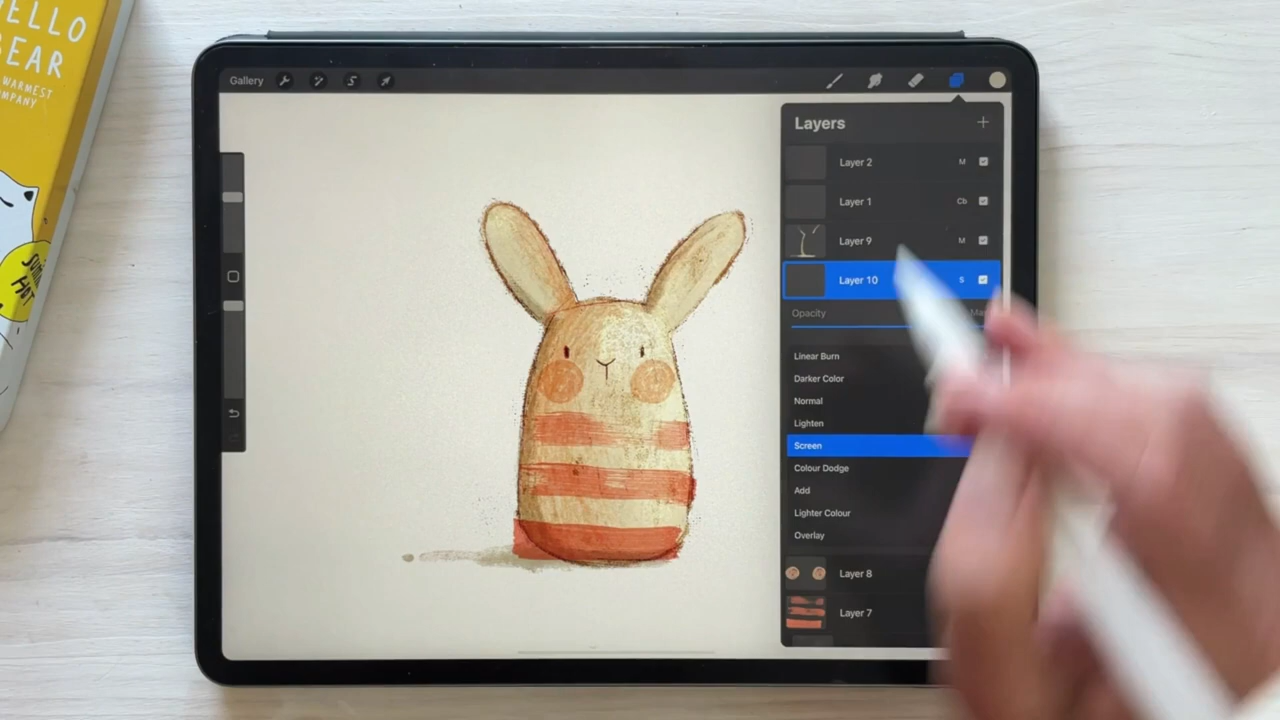 ELLO
EAR
WARMEST
MPANY
HOT
Gallery
Layers
Layer 2 M
Layer 1 Cb
Layer 9 M
Layer 10 S
Opacity
Linear Burn
Darker Color
Normal
Lighten
Screen
Colour Dodge
Add
Lighter Colour
Overlay
Layer 8
Layer 7